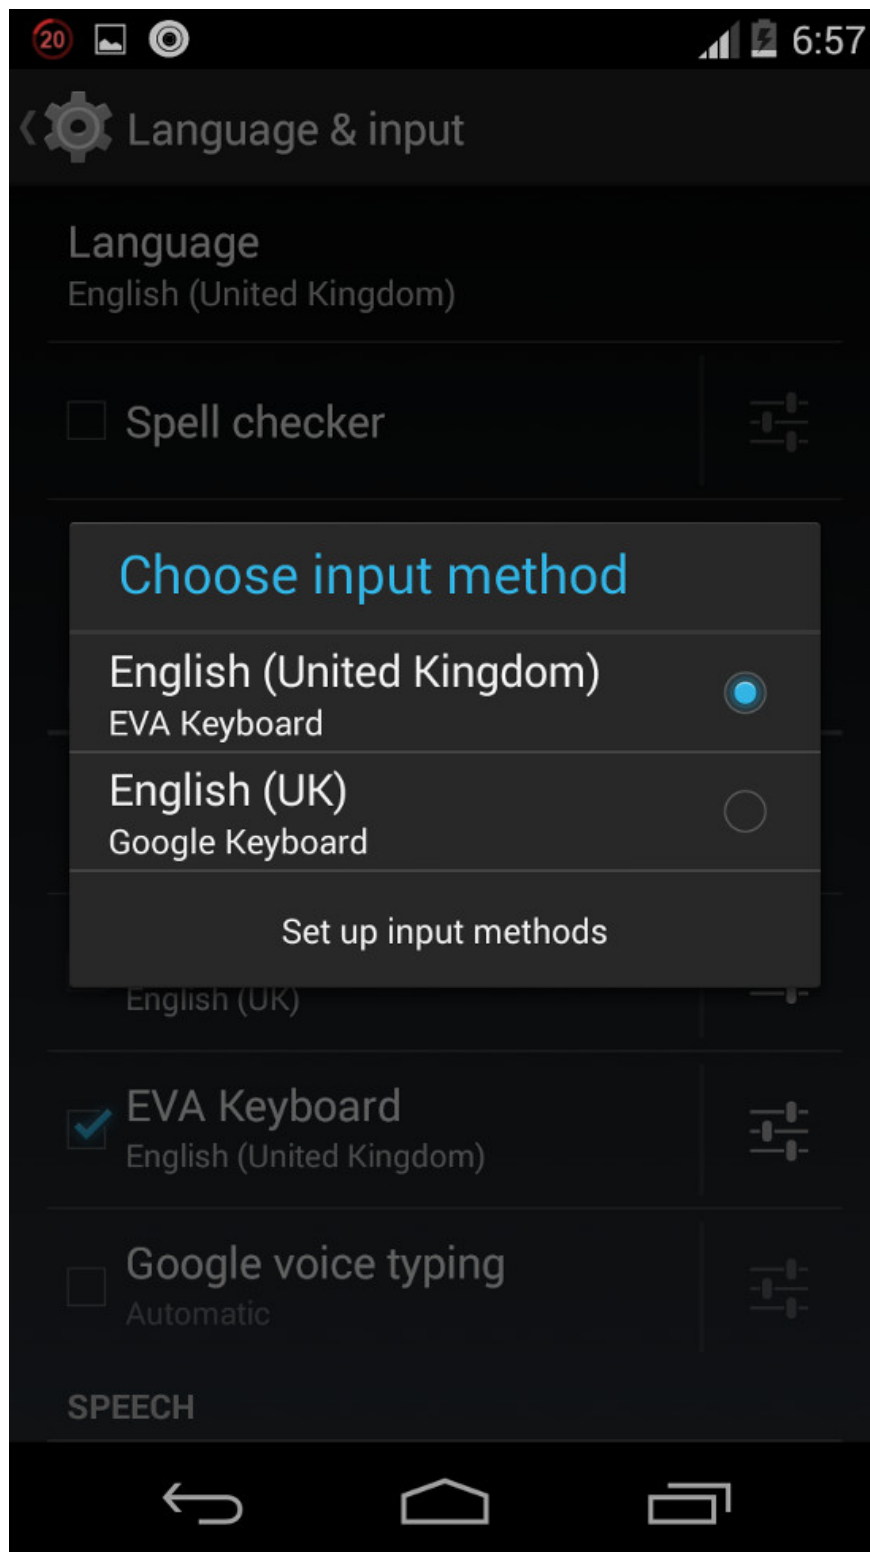 20
6:57
Language & input
Language
English (United Kingdom)
Spell checker
Choose input method
English (United Kingdom)
EVA Keyboard
English (UK)
Google Keyboard
Set up input methods
English (UK)
EVA Keyboard
English (United Kingdom)
Google voice typing
Automatic
SPEECH